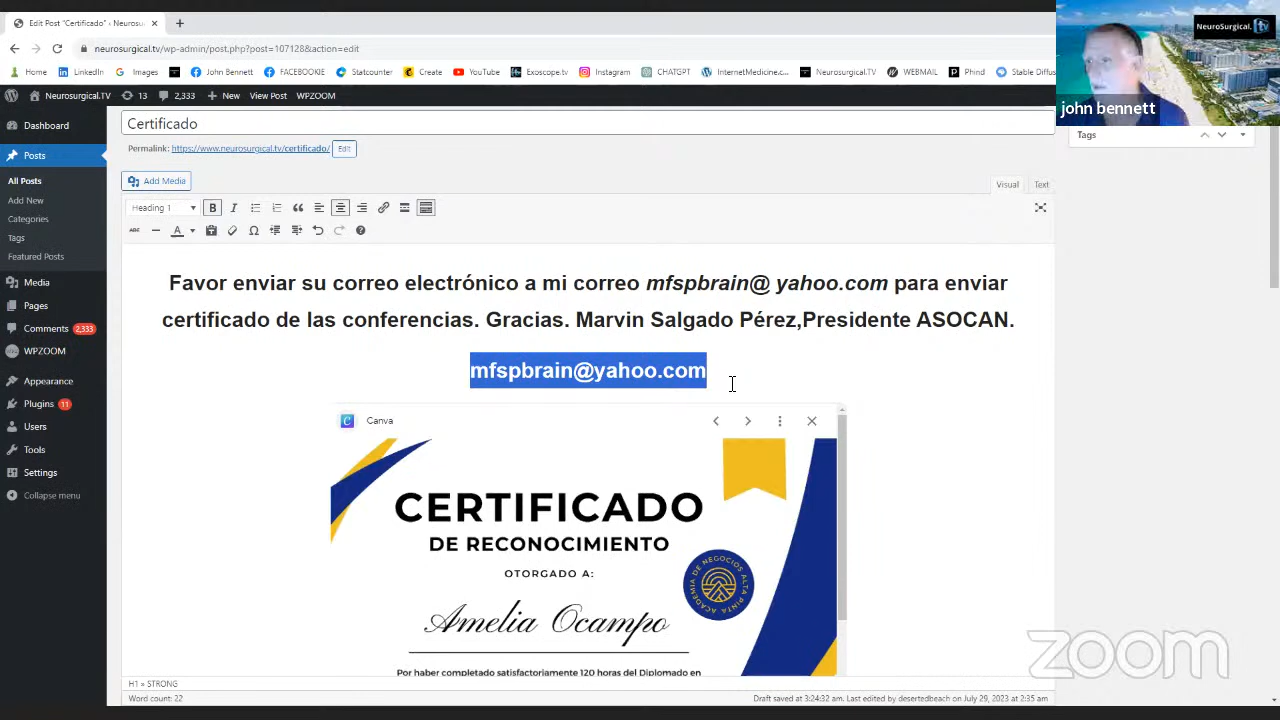 Edit Post "Certificado" ‹ Neurosu
neurosurgical.tv/wp-admin/post.php?post=107128&action=edit
Home LinkedIn Images John Bennett FACEBOOKIE Statcounter Create YouTube Exoscope.tv Instagram CHATGPT InternetMedicine.c... NeuroSurgical.TV WEBMAIL Phind Stable Diffus
NeuroSurgical.tv
john bennett
NeuroSurgical.TV 13 2,333 New View Post WPZOOM
Dashboard
Posts
All Posts
Add New
Categories
Tags
Featured Posts
Media
Pages
Comments 2,333
WPZOOM
Appearance
Plugins 11
Users
Tools
Settings
Collapse menu
Certificado
Permalink: https://www.neurosurgical.tv/certificado/ Edit
Add Media
Visual Text
Heading 1 B I
ABC A Ω
Tags
Favor enviar su correo electrónico a mi correo mfspbrain@ yahoo.com para enviar
certificado de las conferencias. Gracias. Marvin Salgado Pérez,Presidente ASOCAN.
mfspbrain@yahoo.com
Canva
CERTIFICADO
DE RECONOCIMIENTO
OTORGADO A:
Amelia Ocampo
ACADEMIA DE NEGOCIOS ALTA PINTA
Por haber completado satisfactoriamente 120 horas del Diplomado en
H1 » STRONG
Word count: 22
Draft saved at 3:24:32 am. Last edited by desertedbeach on July 29, 2023 at 2:35 am
zoom